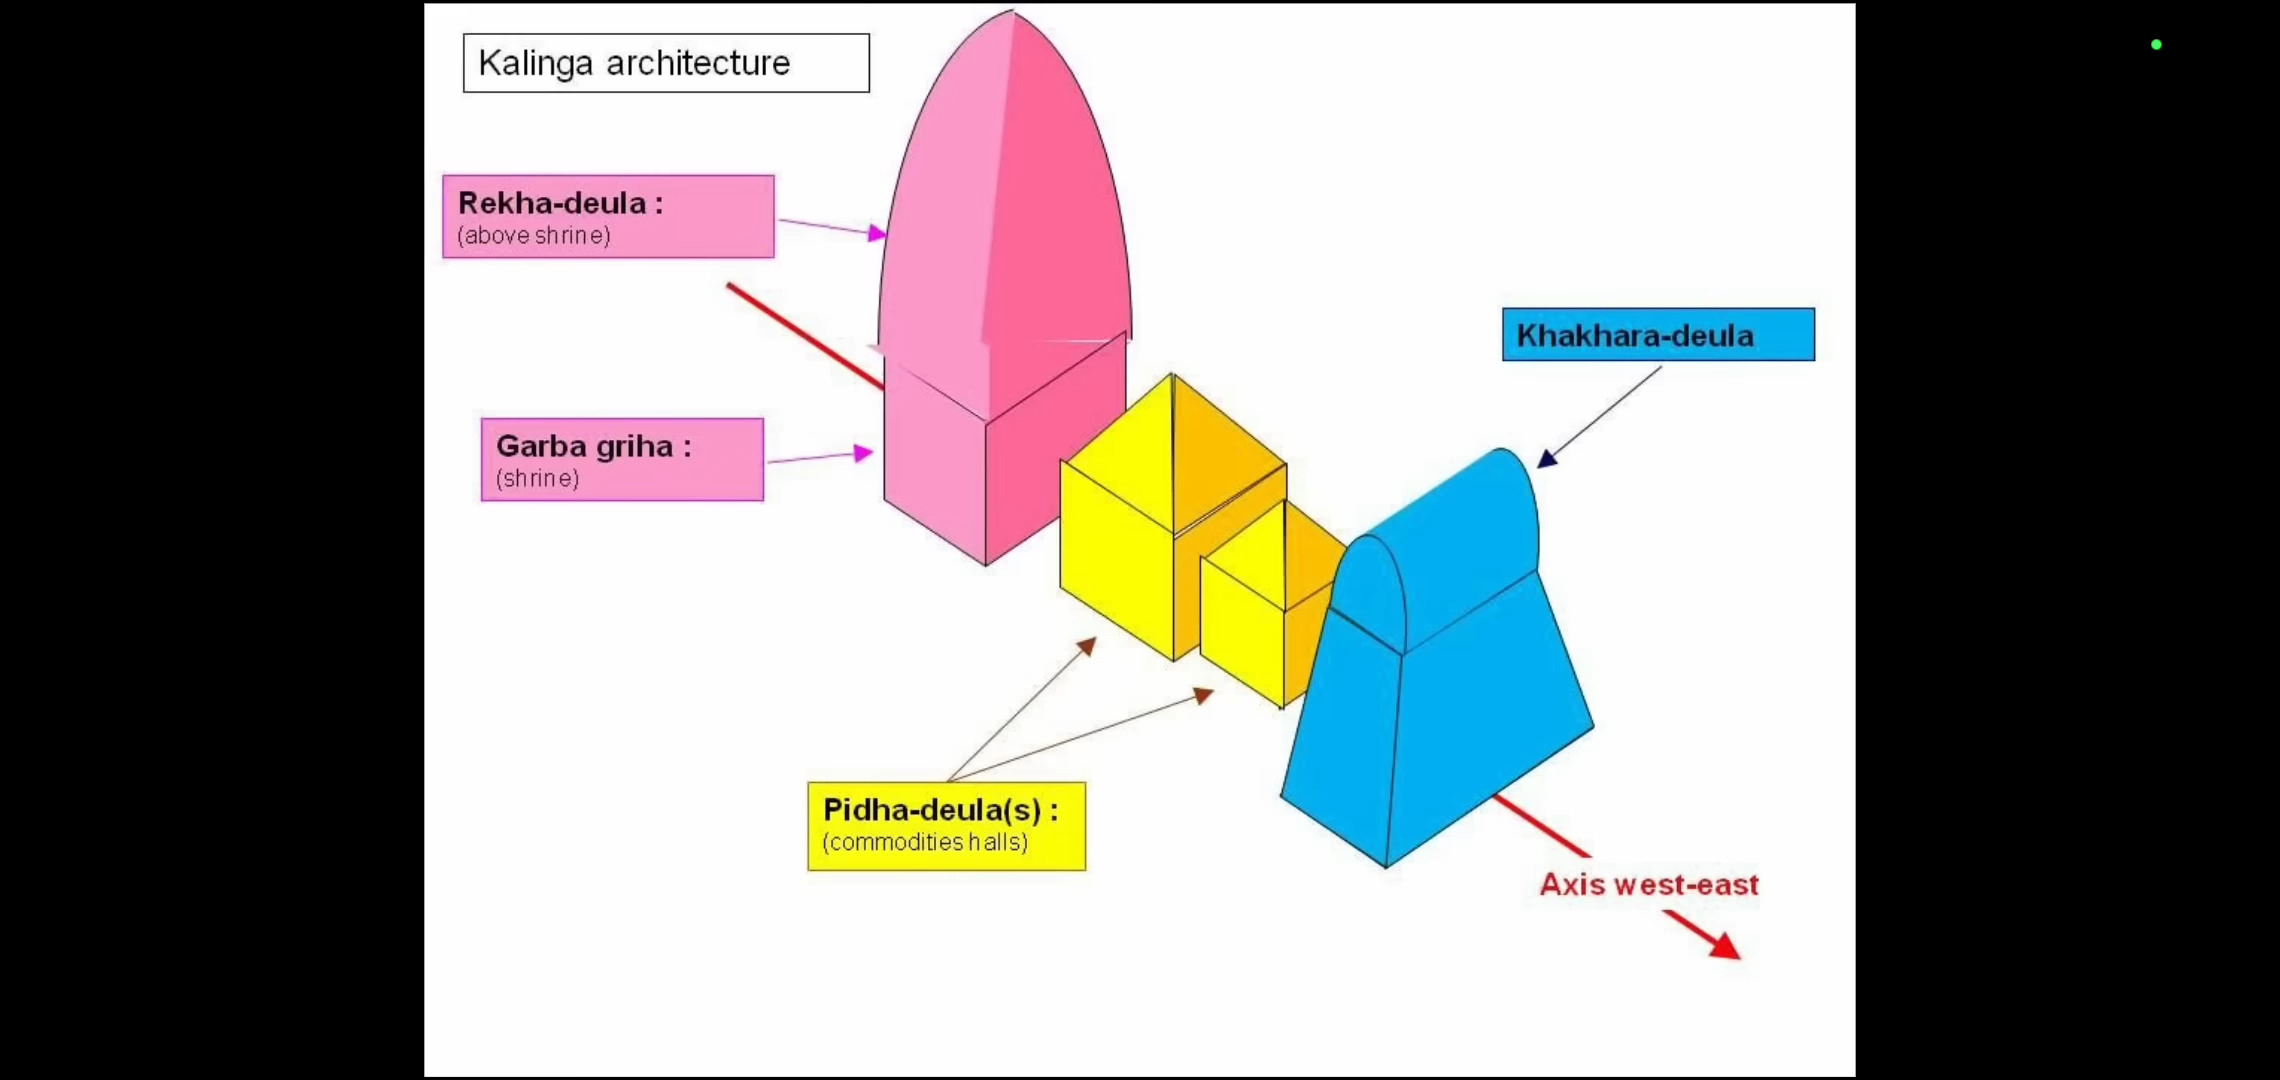 Kalinga architecture
Rekha-deula :
(above shrine)
Khakhara-deula
Garba griha :
(shrine)
Pidha-deula(s) :
(commodities halls)
Axis west-east